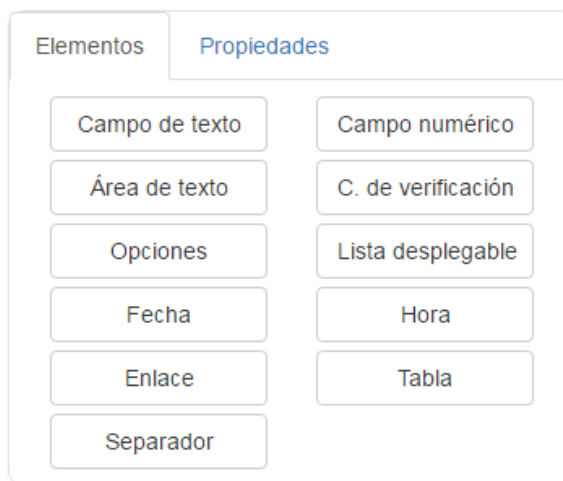 Elementos Propiedades
Campo de texto Campo numérico
Área de texto C. de verificación
Opciones Lista desplegable
Fecha Hora
Enlace Tabla
Separador